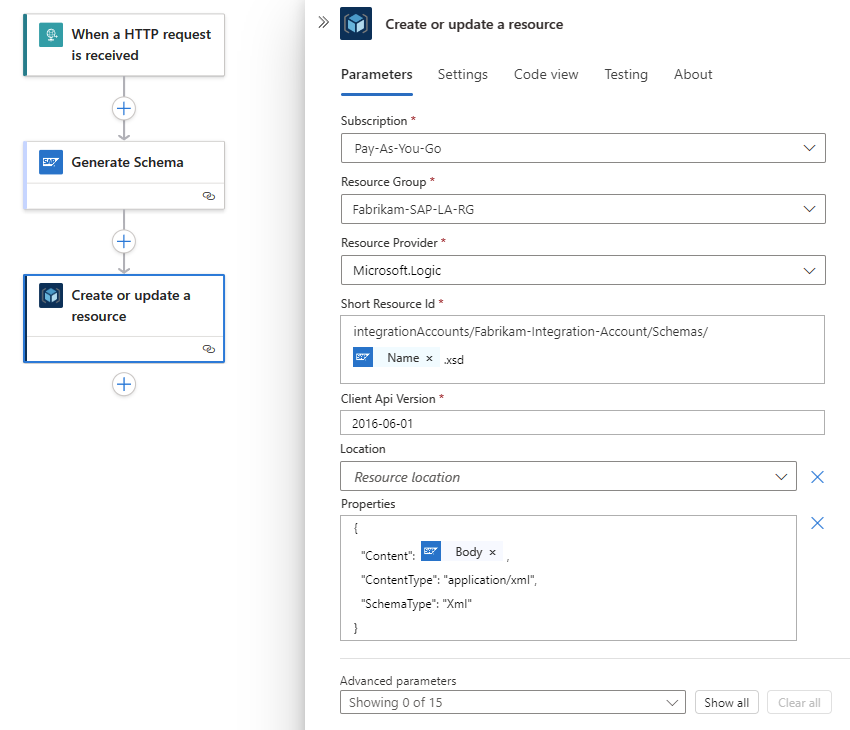 When a HTTP request
is received
SAP
Generate Schema
Create or update a
resource
Create or update a resource
Parameters
Settings
Code view
Testing
About
Subscription *
Pay-As-You-Go
Resource Group *
Fabrikam-SAP-LA-RG
Resource Provider *
Microsoft.Logic
Short Resource Id *
integrationAccounts/Fabrikam-Integration-Account/Schemas/
SAP Name × .xsd
Client Api Version *
2016-06-01
Location
Resource location
Properties
{
"Content": SAP Body × ,
"ContentType": "application/xml",
"SchemaType": "Xml"
}
Advanced parameters
Showing 0 of 15
Show all
Clear all